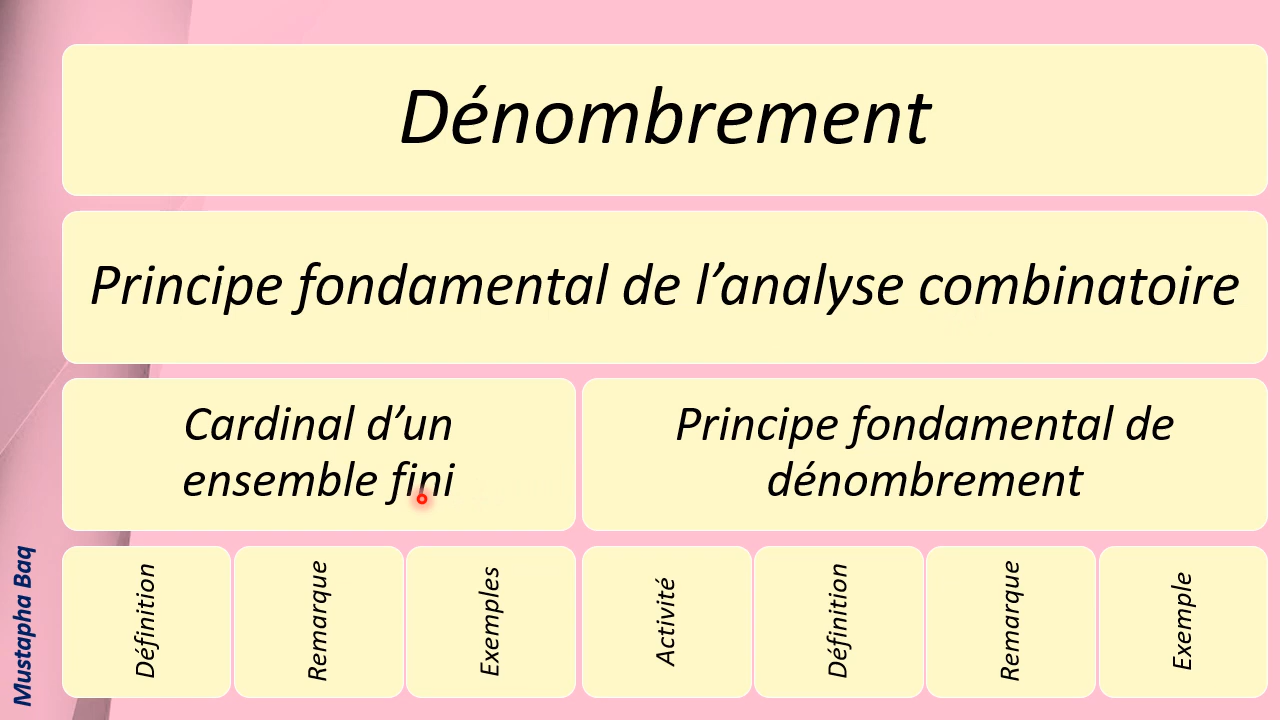 Dénombrement
Principe fondamental de l’analyse combinatoire
Cardinal d’un
ensemble fini
Principe fondamental de
dénombrement
Définition
Remarque
Exemples
Activité
Définition
Remarque
Exemple
Mustapha Baq